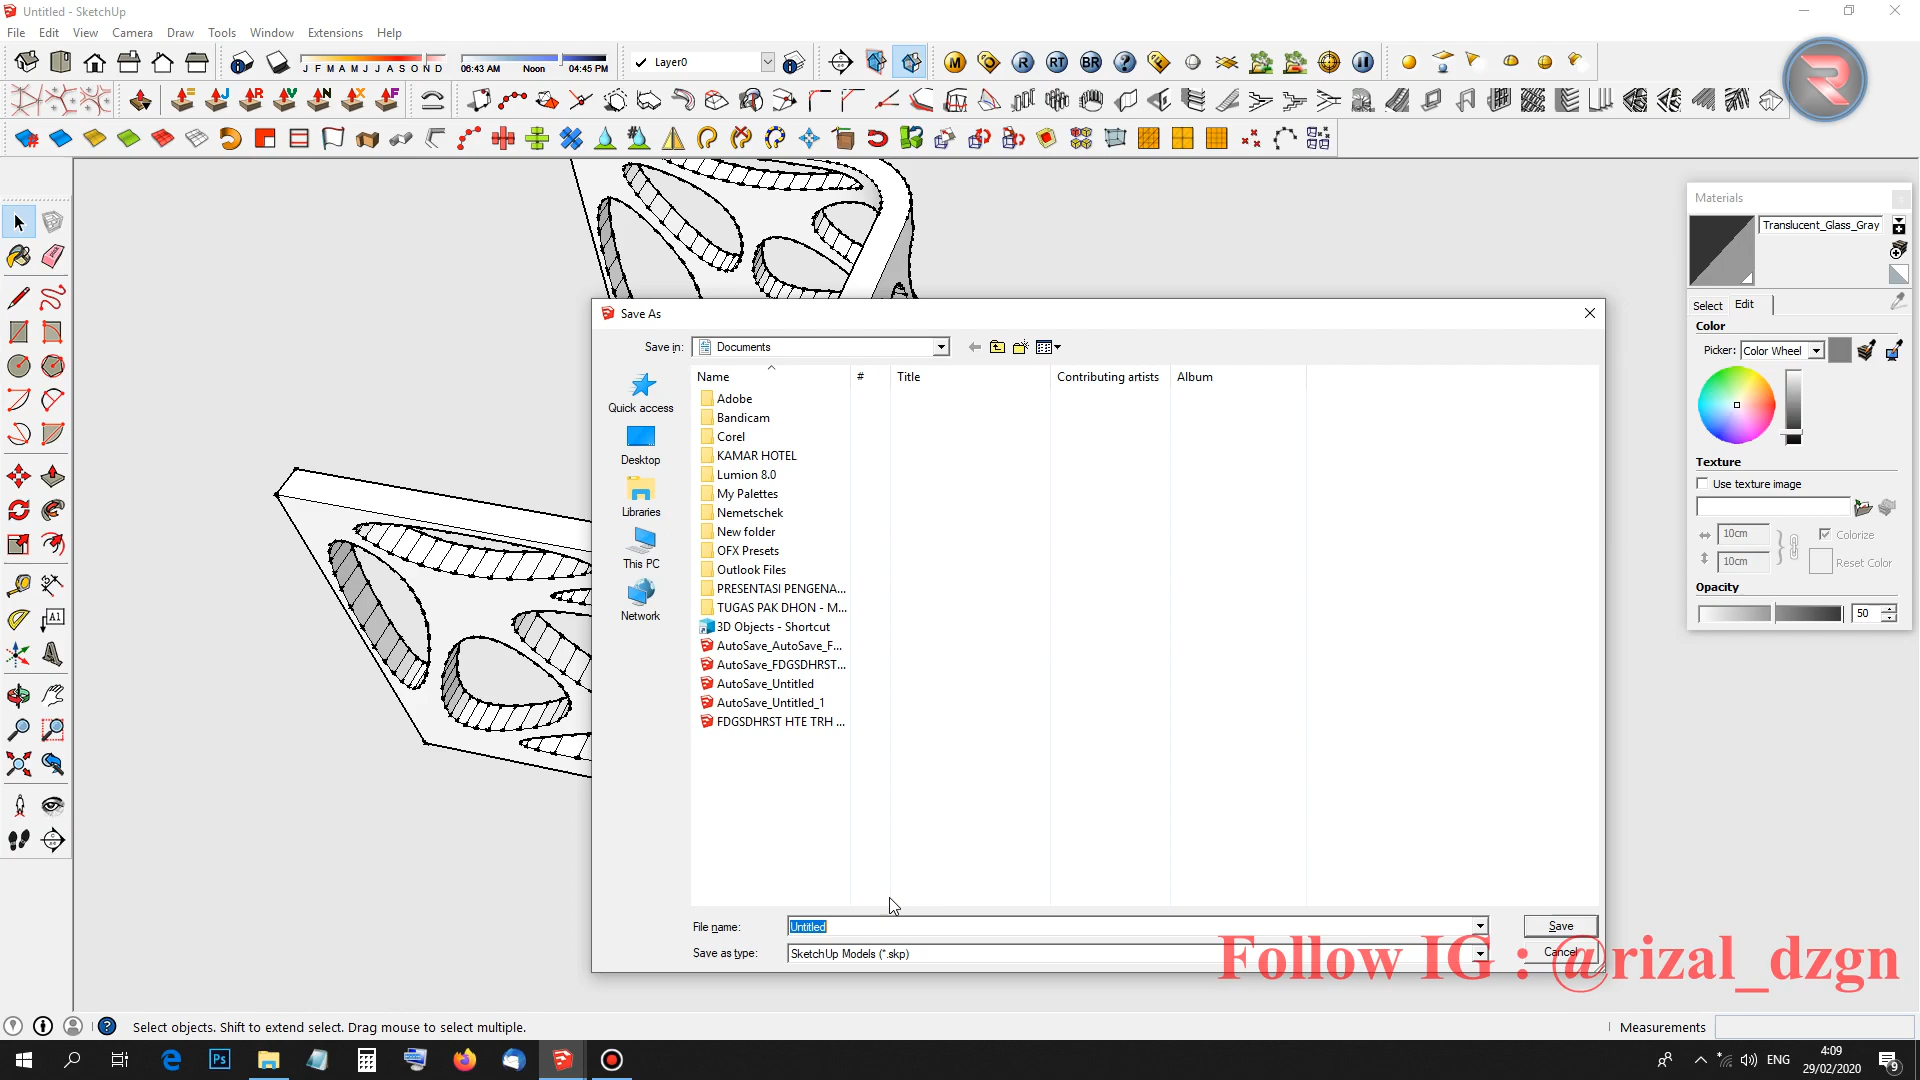 Untitled - SketchUp
File Edit View Camera Draw Tools Window Extensions Help
J F M A M J J A S O N D
06:43 AM Noon 04:45 PM
Layer0
M R RT BR ?
J R V N X F
Materials
Translucent_Glass_Gray
Select Edit
Color
Picker: Color Wheel
Texture
Use texture image
10cm
Colorize
10cm
Reset Color
Opacity
50
A1
Save As
Save in: Documents
Name # Title Contributing artists Album
Quick access
Desktop
Libraries
This PC
Network
Adobe
Bandicam
Corel
KAMAR HOTEL
Lumion 8.0
My Palettes
Nemetschek
New folder
OFX Presets
Outlook Files
PRESENTASI PENGENA...
TUGAS PAK DHON - M...
3D Objects - Shortcut
AutoSave_AutoSave_F...
AutoSave_FDGSDHRST...
AutoSave_Untitled
AutoSave_Untitled_1
FDGSDHRST HTE TRH ...
File name: Untitled Save
Save as type: SketchUp Models (*.skp) Cancel
Follow IG : @rizal_dzgn
Select objects. Shift to extend select. Drag mouse to select multiple.
Measurements
Ps
ENG
4:09
29/02/2020
9